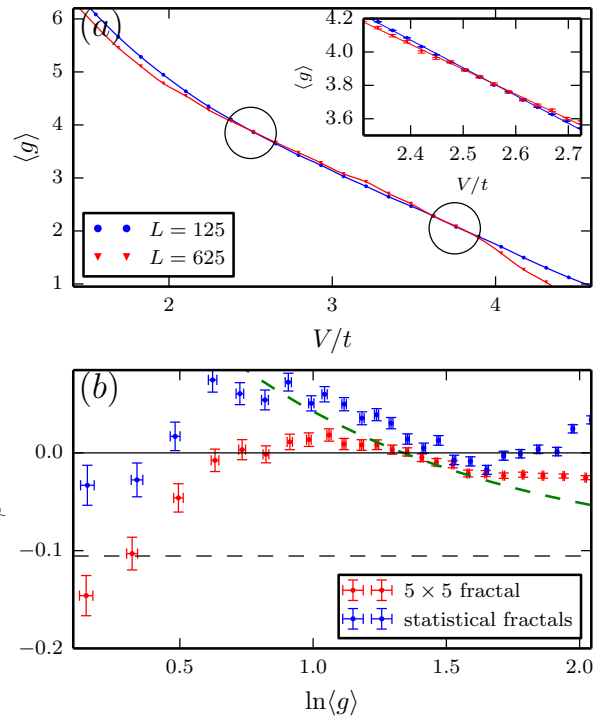 (a)
6
5
4
3
2
1
⟨g⟩
2 3 4
V/t
L = 125
L = 625
4.2
4.0
3.8
3.6
⟨g⟩
2.4 2.5 2.6 2.7
V/t
(b)
0.0
−0.1
−0.2
0.5 1.0 1.5 2.0
ln⟨g⟩
5 × 5 fractal
statistical fractals